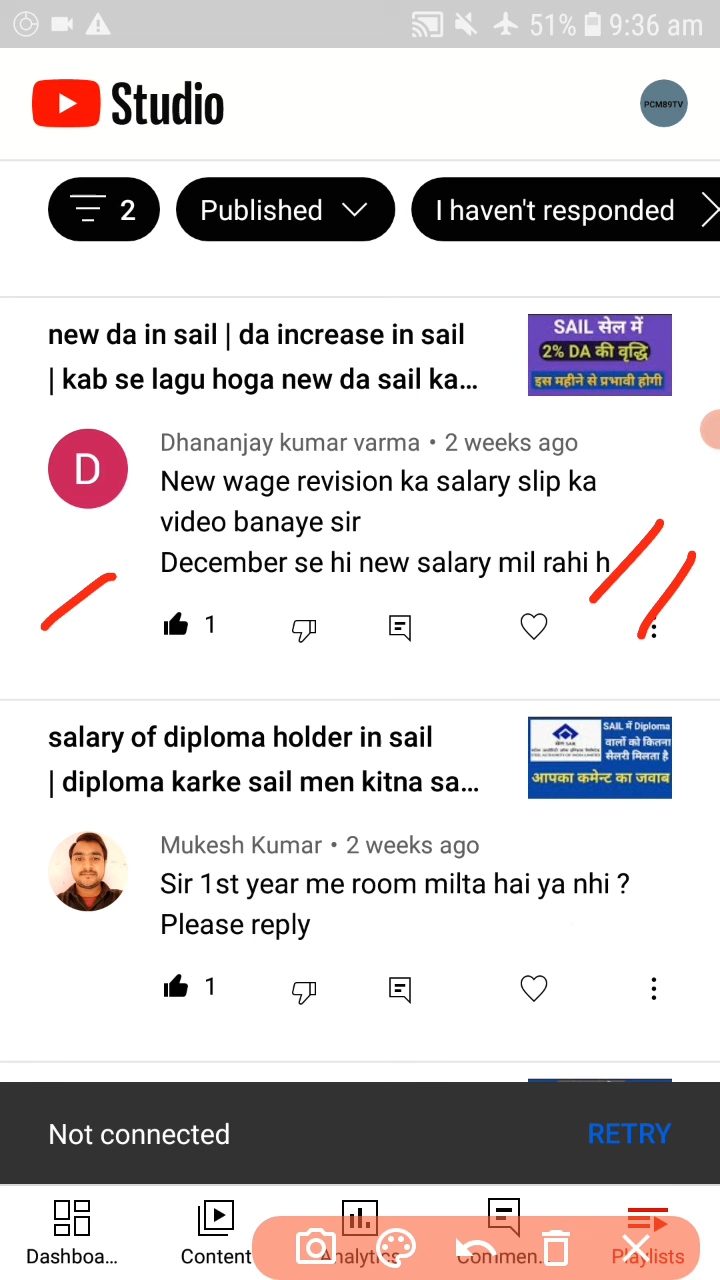 51% 9:36 am
Studio
PCM89TV
2 Published I haven't responded
new da in sail | da increase in sail
| kab se lagu hoga new da sail ka...
SAIL सेल में
2% DA की वृद्धि
इस महीने से प्रभावी होगी
D
Dhananjay kumar varma • 2 weeks ago
New wage revision ka salary slip ka
video banaye sir
December se hi new salary mil rahi h
1
salary of diploma holder in sail
| diploma karke sail men kitna sa...
SAIL में Diploma
वालों को कितना
सैलरी मिलता है
आपका कमेन्ट का जवाब
Mukesh Kumar • 2 weeks ago
Sir 1st year me room milta hai ya nhi ?
Please reply
1
Not connected RETRY
Dashboa... Content Analytics Commen... Playlists